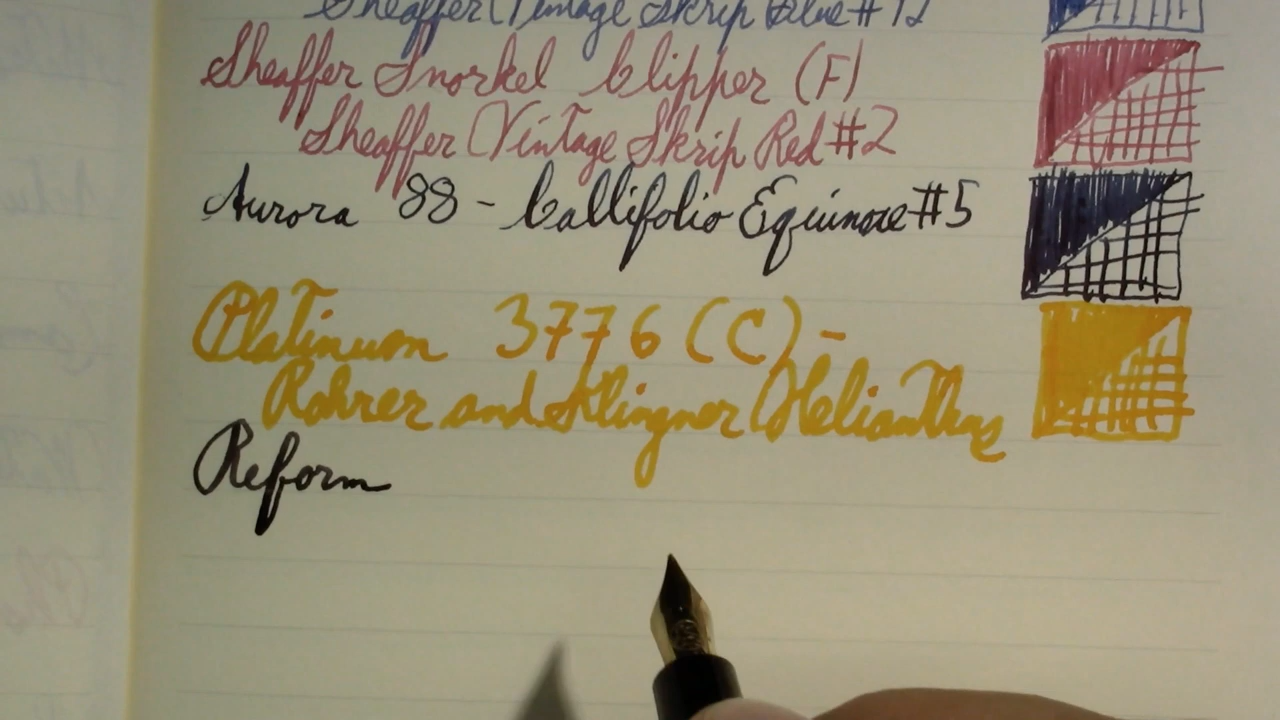 Sheaffer Vintage Skrip Blue #12
Sheaffer Snorkel Clipper (F)
Sheaffer Vintage Skrip Red #2
Aurora 88 - Callifolio Equinoxe #5
Platinum 3776 (C) -
Rohrer and Klingner Helianthus
Reform